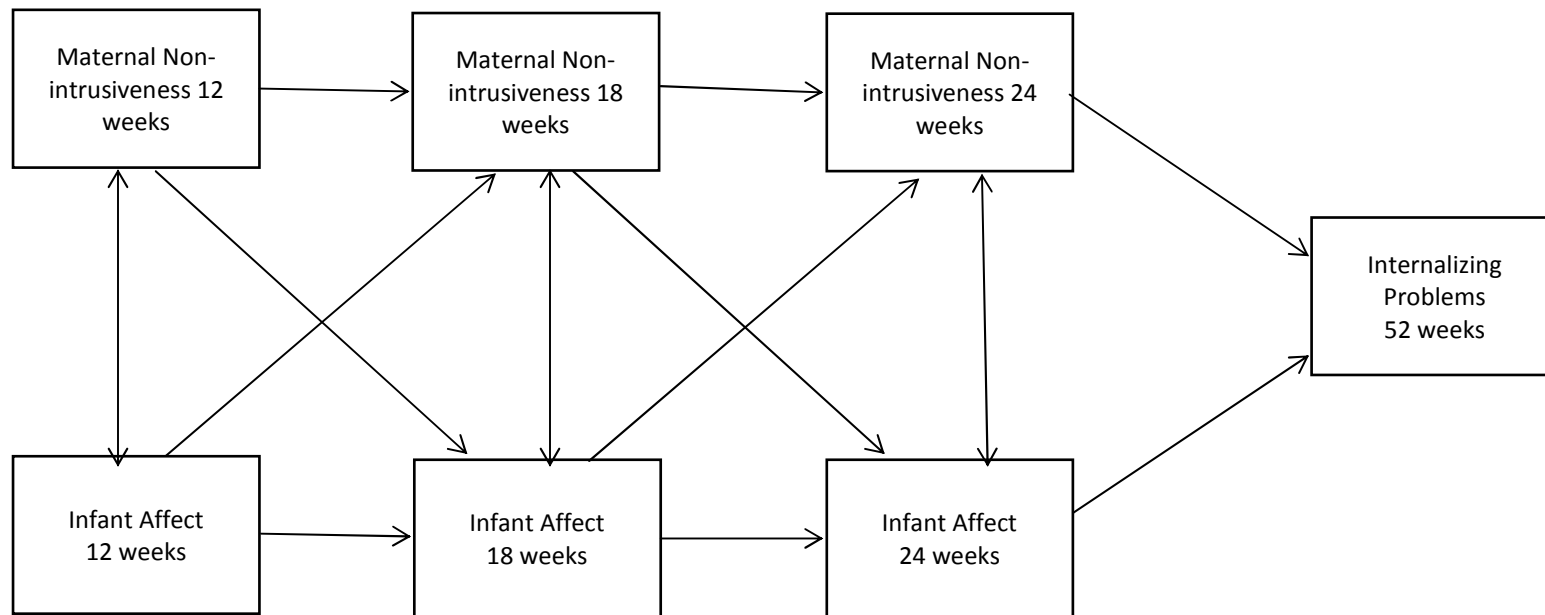 Maternal Non-
intrusiveness 12
weeks
Maternal Non-
intrusiveness 18
weeks
Maternal Non-
intrusiveness 24
weeks
Internalizing
Problems
52 weeks
Infant Affect
12 weeks
Infant Affect
18 weeks
Infant Affect
24 weeks